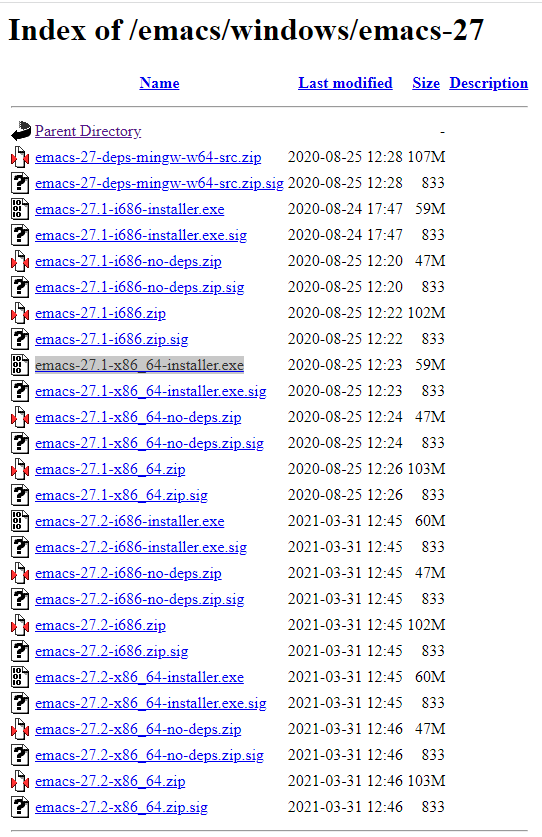 Index of /emacs/windows/emacs-27
Name Last modified Size Description
Parent Directory -
emacs-27-deps-mingw-w64-src.zip 2020-08-25 12:28 107M
emacs-27-deps-mingw-w64-src.zip.sig 2020-08-25 12:28 833
emacs-27.1-i686-installer.exe 2020-08-24 17:47 59M
emacs-27.1-i686-installer.exe.sig 2020-08-24 17:47 833
emacs-27.1-i686-no-deps.zip 2020-08-25 12:20 47M
emacs-27.1-i686-no-deps.zip.sig 2020-08-25 12:20 833
emacs-27.1-i686.zip 2020-08-25 12:22 102M
emacs-27.1-i686.zip.sig 2020-08-25 12:22 833
emacs-27.1-x86_64-installer.exe 2020-08-25 12:23 59M
emacs-27.1-x86_64-installer.exe.sig 2020-08-25 12:23 833
emacs-27.1-x86_64-no-deps.zip 2020-08-25 12:24 47M
emacs-27.1-x86_64-no-deps.zip.sig 2020-08-25 12:24 833
emacs-27.1-x86_64.zip 2020-08-25 12:26 103M
emacs-27.1-x86_64.zip.sig 2020-08-25 12:26 833
emacs-27.2-i686-installer.exe 2021-03-31 12:45 60M
emacs-27.2-i686-installer.exe.sig 2021-03-31 12:45 833
emacs-27.2-i686-no-deps.zip 2021-03-31 12:45 47M
emacs-27.2-i686-no-deps.zip.sig 2021-03-31 12:45 833
emacs-27.2-i686.zip 2021-03-31 12:45 102M
emacs-27.2-i686.zip.sig 2021-03-31 12:45 833
emacs-27.2-x86_64-installer.exe 2021-03-31 12:45 60M
emacs-27.2-x86_64-installer.exe.sig 2021-03-31 12:45 833
emacs-27.2-x86_64-no-deps.zip 2021-03-31 12:46 47M
emacs-27.2-x86_64-no-deps.zip.sig 2021-03-31 12:46 833
emacs-27.2-x86_64.zip 2021-03-31 12:46 103M
emacs-27.2-x86_64.zip.sig 2021-03-31 12:46 833